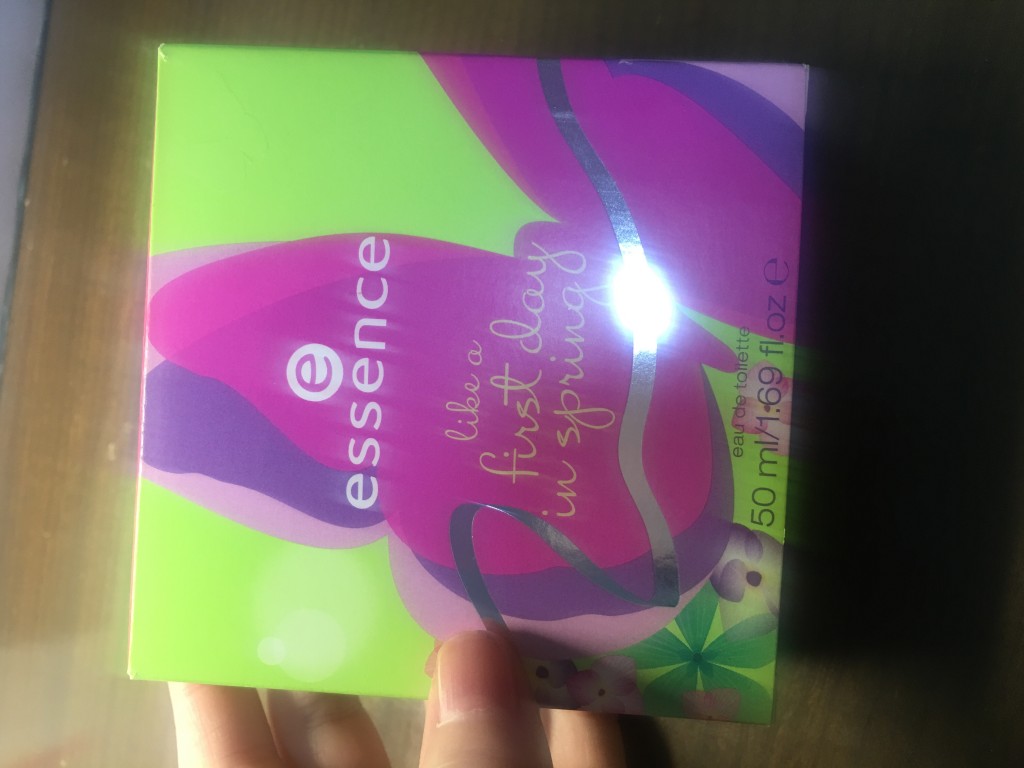 e
essence
like a
first day
in spring
eau de toilette
50 ml/1.69 fl.oz e